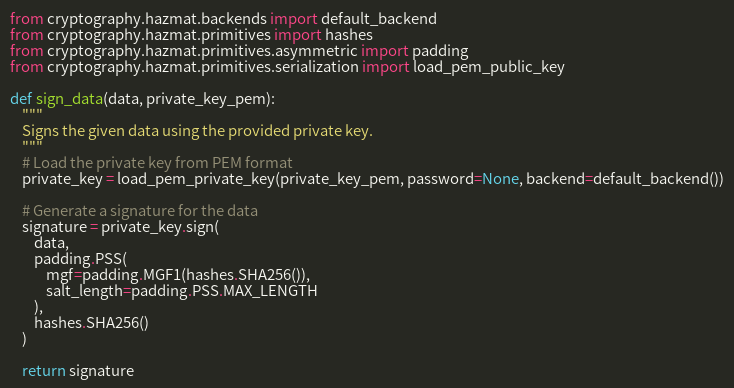 from cryptography.hazmat.backends import default_backend
from cryptography.hazmat.primitives import hashes
from cryptography.hazmat.primitives.asymmetric import padding
from cryptography.hazmat.primitives.serialization import load_pem_public_key

def sign_data(data, private_key_pem):
    """
    Signs the given data using the provided private key.
    """
    # Load the private key from PEM format
    private_key = load_pem_private_key(private_key_pem, password=None, backend=default_backend())

    # Generate a signature for the data
    signature = private_key.sign(
        data,
        padding.PSS(
            mgf=padding.MGF1(hashes.SHA256()),
            salt_length=padding.PSS.MAX_LENGTH
        ),
        hashes.SHA256()
    )

    return signature